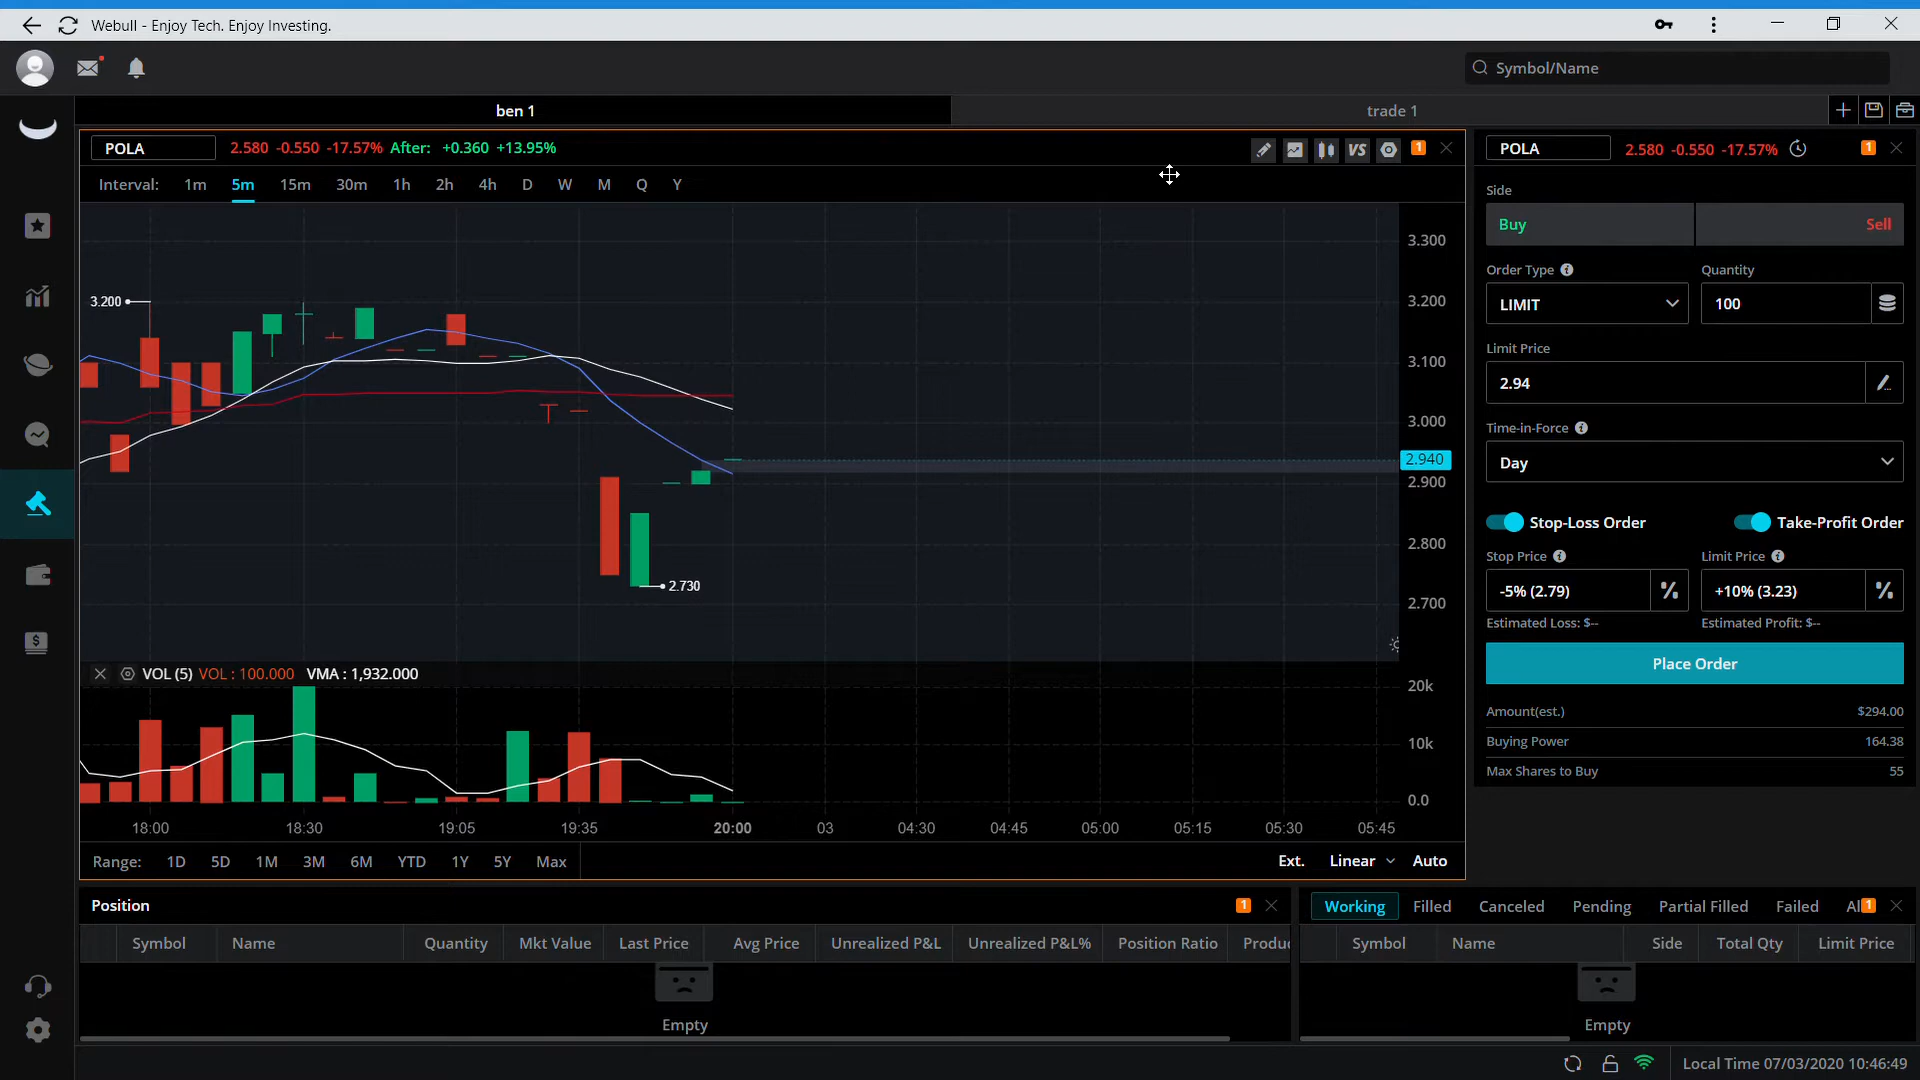 Webull - Enjoy Tech. Enjoy Investing.
Symbol/Name
ben 1
trade 1
POLA 2.580 -0.550 -17.57% After: +0.360 +13.95% VS 1
Interval: 1m 5m 15m 30m 1h 2h 4h D W M Q Y
3.300
3.200
3.200
3.100
3.000
2.940
2.900
2.800
2.730
2.700
VOL (5) VOL : 100.000 VMA : 1,932.000
20k
10k
0.0
18:00 18:30 19:05 19:35 20:00 03 04:30 04:45 05:00 05:15 05:30 05:45
Range: 1D 5D 1M 3M 6M YTD 1Y 5Y Max Ext. Linear Auto
POLA 2.580 -0.550 -17.57% 1
Side
Buy Sell
Order Type Quantity
LIMIT 100
Limit Price
2.94
Time-in-Force
Day
Stop-Loss Order Take-Profit Order
Stop Price Limit Price
-5% (2.79) % +10% (3.23) %
Estimated Loss: $-- Estimated Profit: $--
Place Order
Amount(est.) $294.00
Buying Power 164.38
Max Shares to Buy 55
Position 1
Symbol Name Quantity Mkt Value Last Price Avg Price Unrealized P&L Unrealized P&L% Position Ratio Produ
Empty
Working Filled Canceled Pending Partial Filled Failed Al 1
Symbol Name Side Total Qty Limit Price
Empty
Local Time 07/03/2020 10:46:49